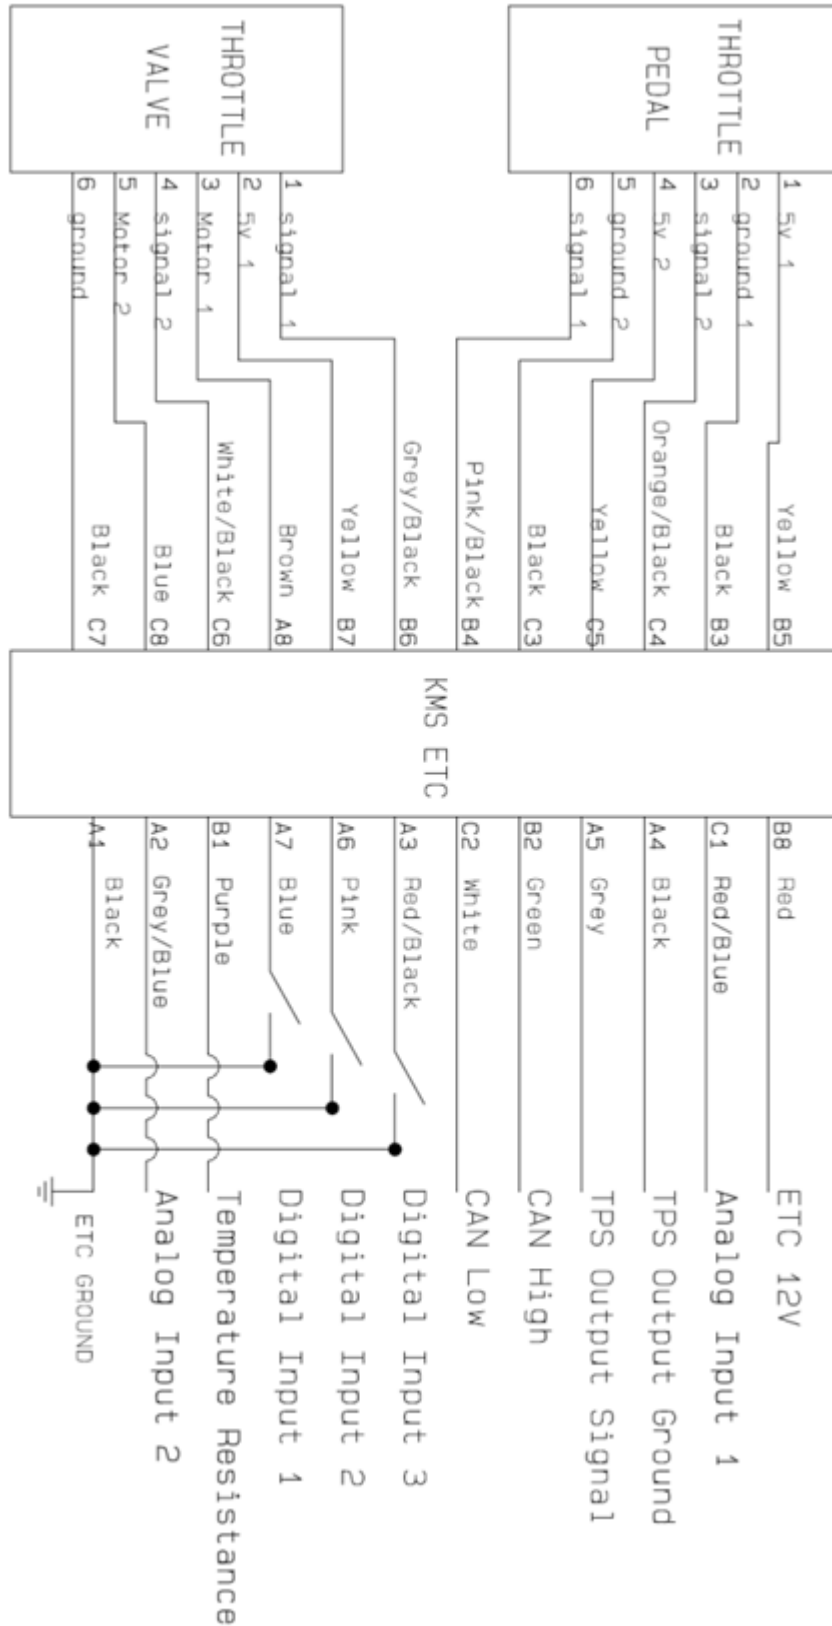 THROTTLE
PEDAL
1 5v 1
2 ground 1
3 signal 2
4 5v 2
5 ground 2
6 signal 1
THROTTLE
VALVE
1 signal 1
2 5v 1
3 Motor 1
4 signal 2
5 Motor 2
6 ground
Yellow B5
Black B3
Orange/Black C4
Yellow C5
Black C3
Pink/Black B4
Grey/Black B6
Yellow B7
Brown A8
White/Black C6
Blue C8
Black C7
KMS ETC
B8 Red ETC 12V
C1 Red/Blue Analog Input 1
A4 Black TPS Output Ground
A5 Grey TPS Output Signal
B2 Green CAN High
C2 White CAN Low
A3 Red/Black Digital Input 3
A6 Pink Digital Input 2
A7 Blue Digital Input 1
B1 Purple Temperature Resistance
A2 Grey/Blue Analog Input 2
A1 Black ETC GROUND